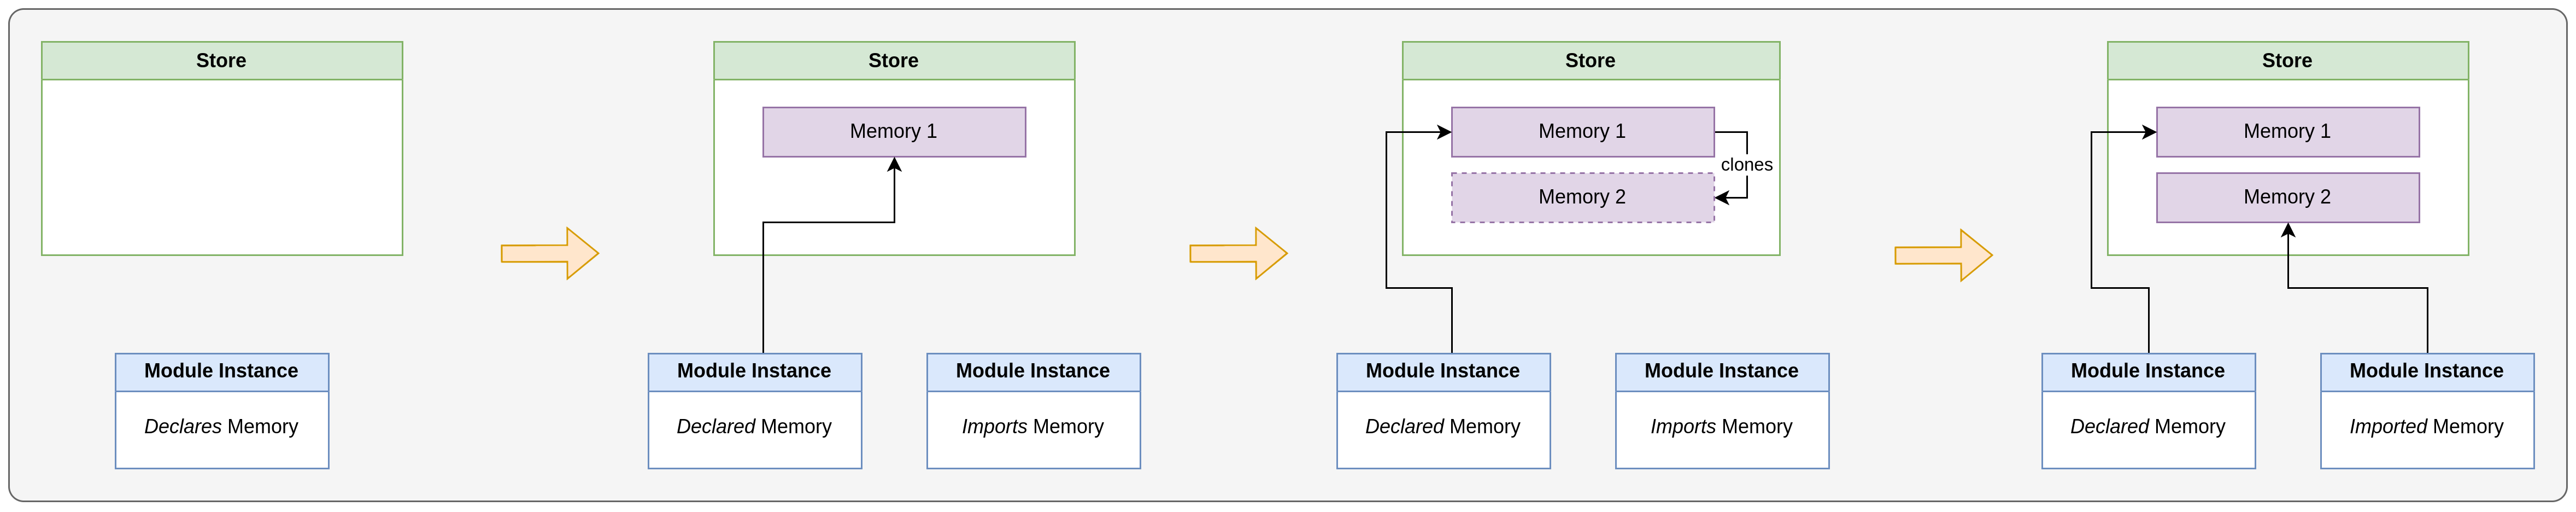 Store
Module Instance
Declares Memory
Store
Memory 1
Module Instance
Declared Memory
Module Instance
Imports Memory
Store
Memory 1
clones
Memory 2
Module Instance
Declared Memory
Module Instance
Imports Memory
Store
Memory 1
Memory 2
Module Instance
Declared Memory
Module Instance
Imported Memory